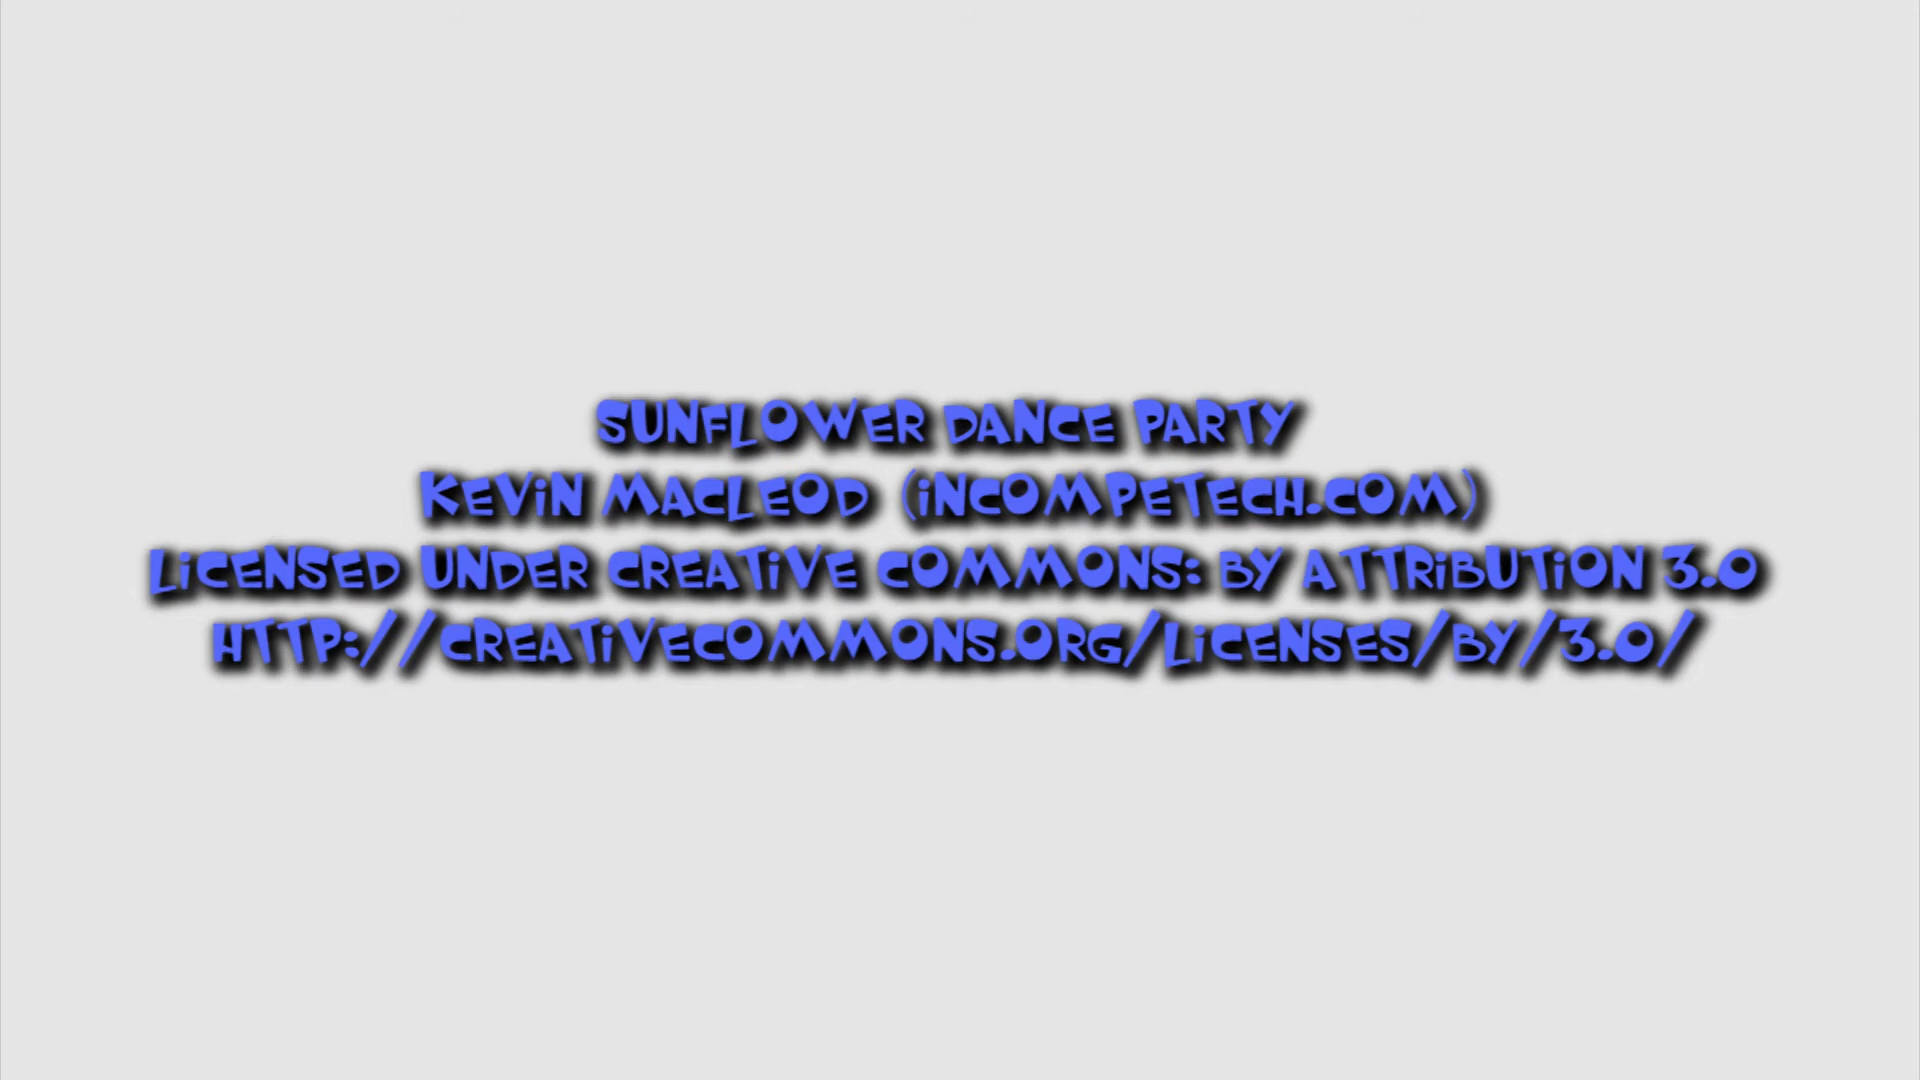 SUNFLOWER DANCE PARTY
KEViN MACLEOD (iNCOMPETECH.COM)
LiCENSED UNDER CREATiVE COMMONS: BY ATTRiBUTiON 3.0
HTTP://CREATiVECOMMONS.ORG/LiCENSES/BY/3.0/